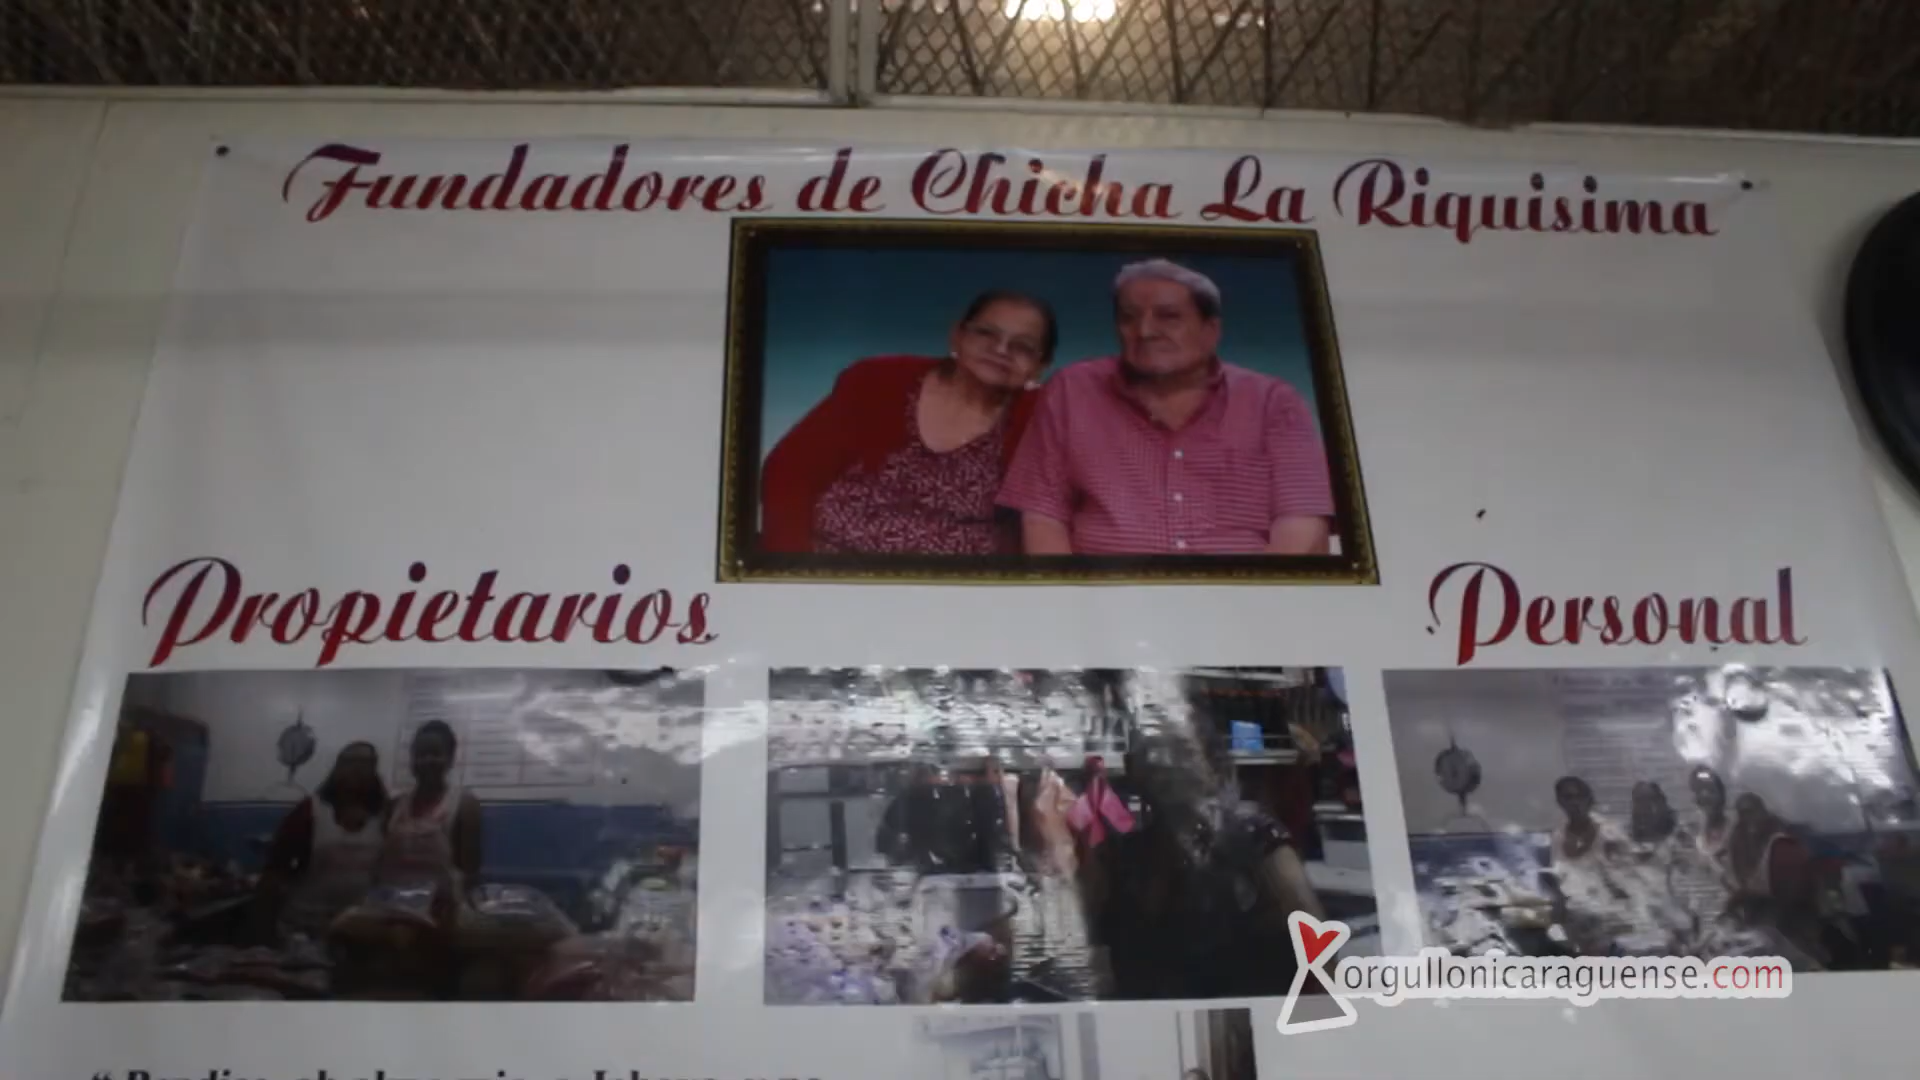 Fundadores de Chicha La Riquisima
Propietarios
Personal
orgullonicaraguense.com